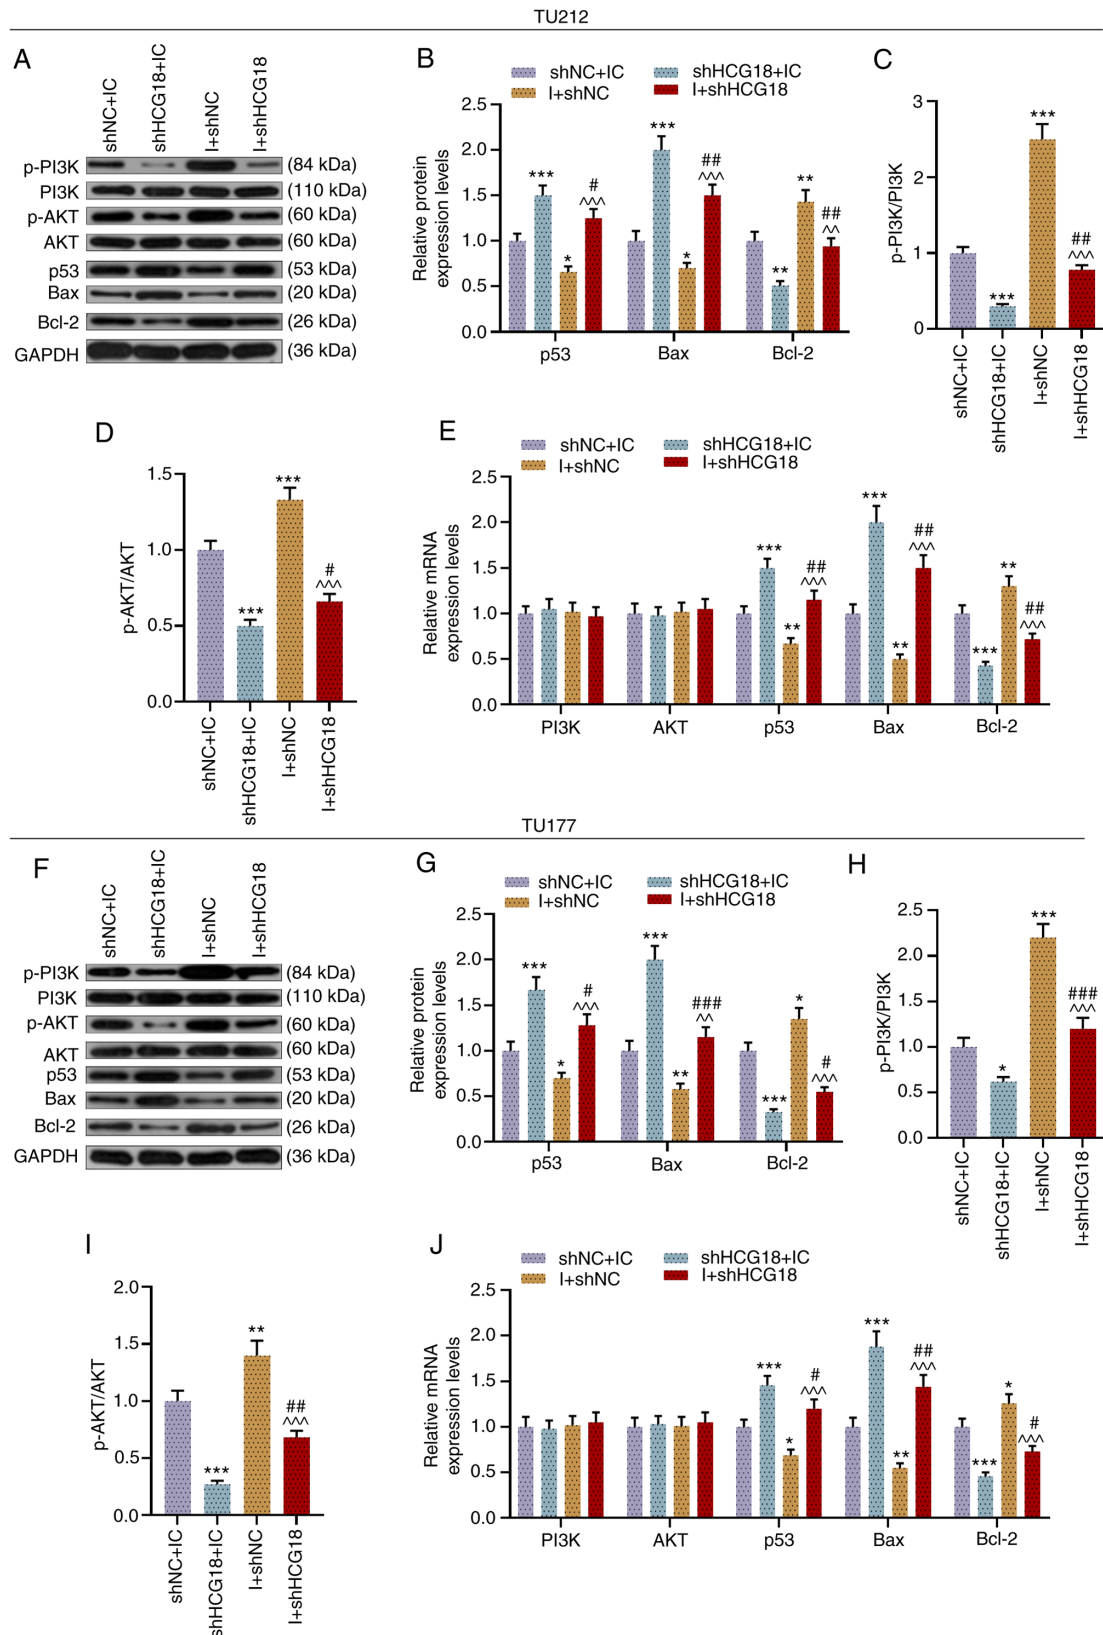 TU212
A
shNC+IC
shHCG18+IC
I+shNC
I+shHCG18
p-PI3K (84 kDa)
PI3K (110 kDa)
p-AKT (60 kDa)
AKT (60 kDa)
p53 (53 kDa)
Bax (20 kDa)
Bcl-2 (26 kDa)
GAPDH (36 kDa)
B
shNC+IC shHCG18+IC
I+shNC I+shHCG18
Relative protein
expression levels
2.5
2.0
1.5
1.0
0.5
0.0
*** * # ^^^
*** * ## ^^^
** ** ## ^^
p53 Bax Bcl-2
C
p-PI3K/PI3K
3
2
1
0
*** *** ## ^^^
shNC+IC
shHCG18+IC
I+shNC
I+shHCG18
D
p-AKT/AKT
1.5
1.0
0.5
0.0
*** *** # ^^^
shNC+IC
shHCG18+IC
I+shNC
I+shHCG18
E
shNC+IC shHCG18+IC
I+shNC I+shHCG18
Relative mRNA
expression levels
2.5
2.0
1.5
1.0
0.5
0.0
*** ** ## ^^^
*** ** ## ^^^
*** ** ## ^^^
PI3K AKT p53 Bax Bcl-2
TU177
F
shNC+IC
shHCG18+IC
I+shNC
I+shHCG18
p-PI3K (84 kDa)
PI3K (110 kDa)
p-AKT (60 kDa)
AKT (60 kDa)
p53 (53 kDa)
Bax (20 kDa)
Bcl-2 (26 kDa)
GAPDH (36 kDa)
G
shNC+IC shHCG18+IC
I+shNC I+shHCG18
Relative protein
expression levels
2.5
2.0
1.5
1.0
0.5
0.0
*** * # ^^^
*** ** ### ^^
*** * # ^^^
p53 Bax Bcl-2
H
p-PI3K/PI3K
2.5
2.0
1.5
1.0
0.5
0.0
* *** ### ^^^
shNC+IC
shHCG18+IC
I+shNC
I+shHCG18
I
p-AKT/AKT
2.0
1.5
1.0
0.5
0.0
*** ** ## ^^^
shNC+IC
shHCG18+IC
I+shNC
I+shHCG18
J
shNC+IC shHCG18+IC
I+shNC I+shHCG18
Relative mRNA
expression levels
2.5
2.0
1.5
1.0
0.5
0.0
*** * # ^^^
*** ** ## ^^^
*** * # ^^^
PI3K AKT p53 Bax Bcl-2